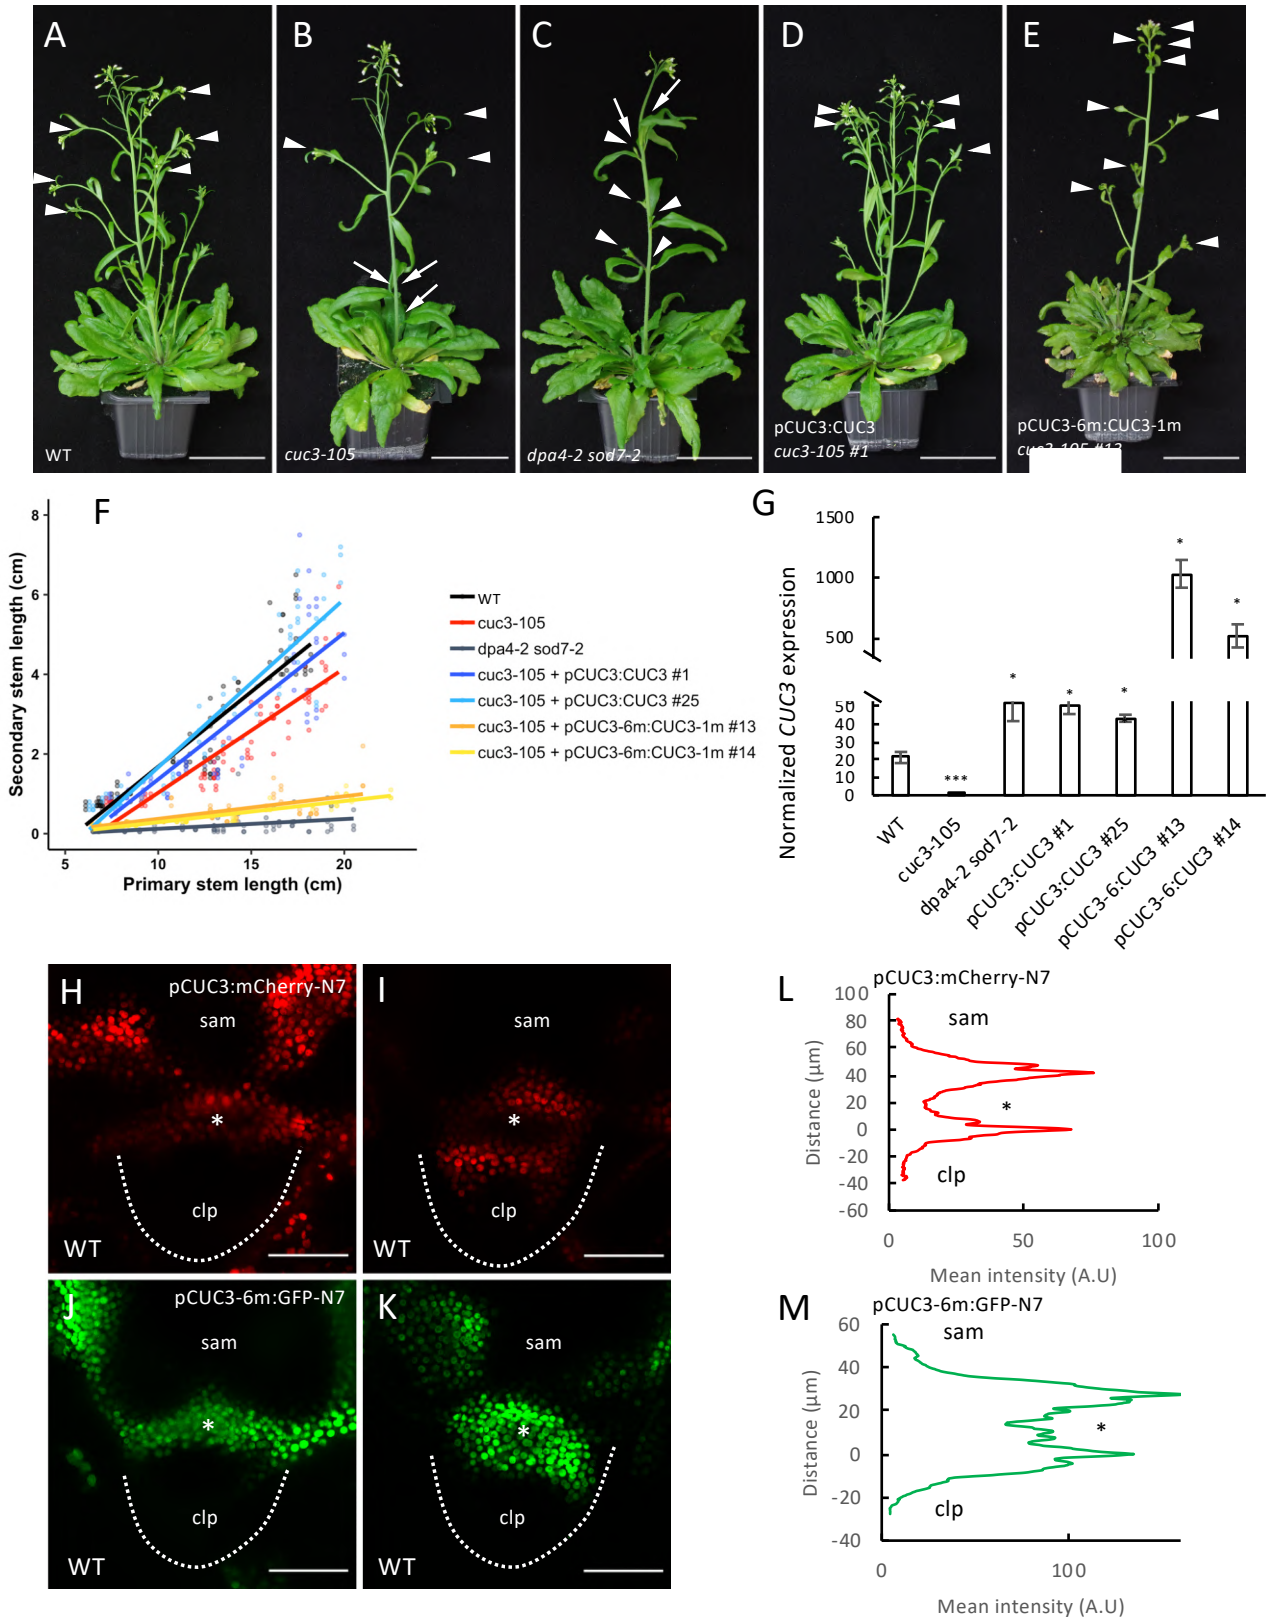 A
B
C
D
E
WT
cuc3-105
dpa4-2 sod7-2
pCUC3:CUC3
cuc3-105 #1
pCUC3-6m:CUC3-1m
F
Secondary stem length (cm)
8
6
4
2
0
5
10
15
20
Primary stem length (cm)
WT
cuc3-105
dpa4-2 sod7-2
cuc3-105 + pCUC3:CUC3 #1
cuc3-105 + pCUC3:CUC3 #25
cuc3-105 + pCUC3-6m:CUC3-1m #13
cuc3-105 + pCUC3-6m:CUC3-1m #14
G
Normalized CUC3 expression
1500
1000
500
50
40
30
20
10
0
*
***
*
*
*
*
WT
cuc3-105
dpa4-2 sod7-2
pCUC3:CUC3 #1
pCUC3:CUC3 #25
pCUC3-6:CUC3 #13
pCUC3-6:CUC3 #14
H
pCUC3:mCherry-N7
sam
*
clp
WT
I
sam
*
clp
WT
J
pCUC3-6m:GFP-N7
sam
*
clp
WT
K
sam
*
clp
WT
L
pCUC3:mCherry-N7
Distance (µm)
100
80
60
40
20
0
-20
-40
-60
sam
*
clp
0
50
100
Mean intensity (A.U)
M
pCUC3-6m:GFP-N7
Distance (µm)
60
40
20
0
-20
-40
sam
*
clp
0
100
Mean intensity (A.U)